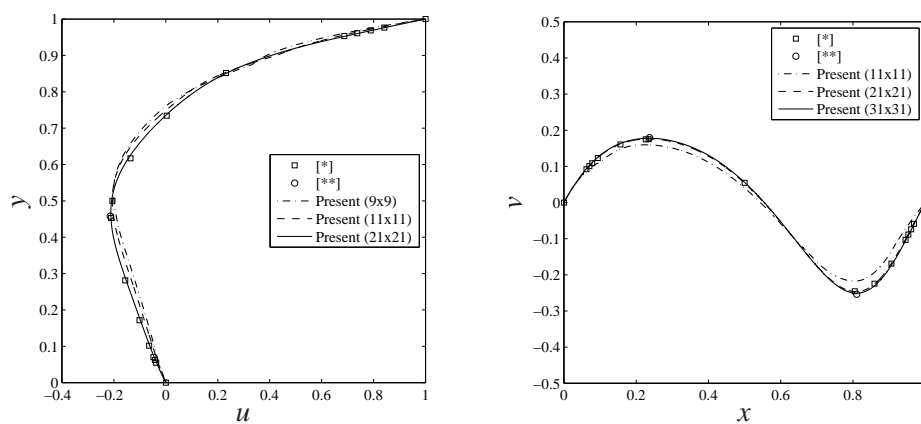 1
0.9
0.8
0.7
0.6
0.5
0.4
0.3
0.2
0.1
0
−0.4 −0.2 0 0.2 0.4 0.6 0.8 1
y
u
[*]
[**]
Present (9x9)
Present (11x11)
Present (21x21)
0.5
0.4
0.3
0.2
0.1
0
−0.1
−0.2
−0.3
−0.4
−0.5
0 0.2 0.4 0.6 0.8
v
x
[*]
[**]
Present (11x11)
Present (21x21)
Present (31x31)